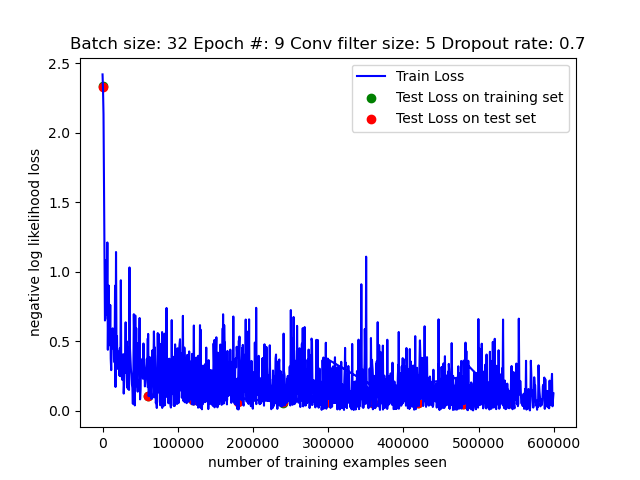 Batch size: 32 Epoch #: 9 Conv filter size: 5 Dropout rate: 0.7
Train Loss
Test Loss on training set
Test Loss on test set
negative log likelihood loss
2.5
2.0
1.5
1.0
0.5
0.0
0 100000 200000 300000 400000 500000 600000
number of training examples seen